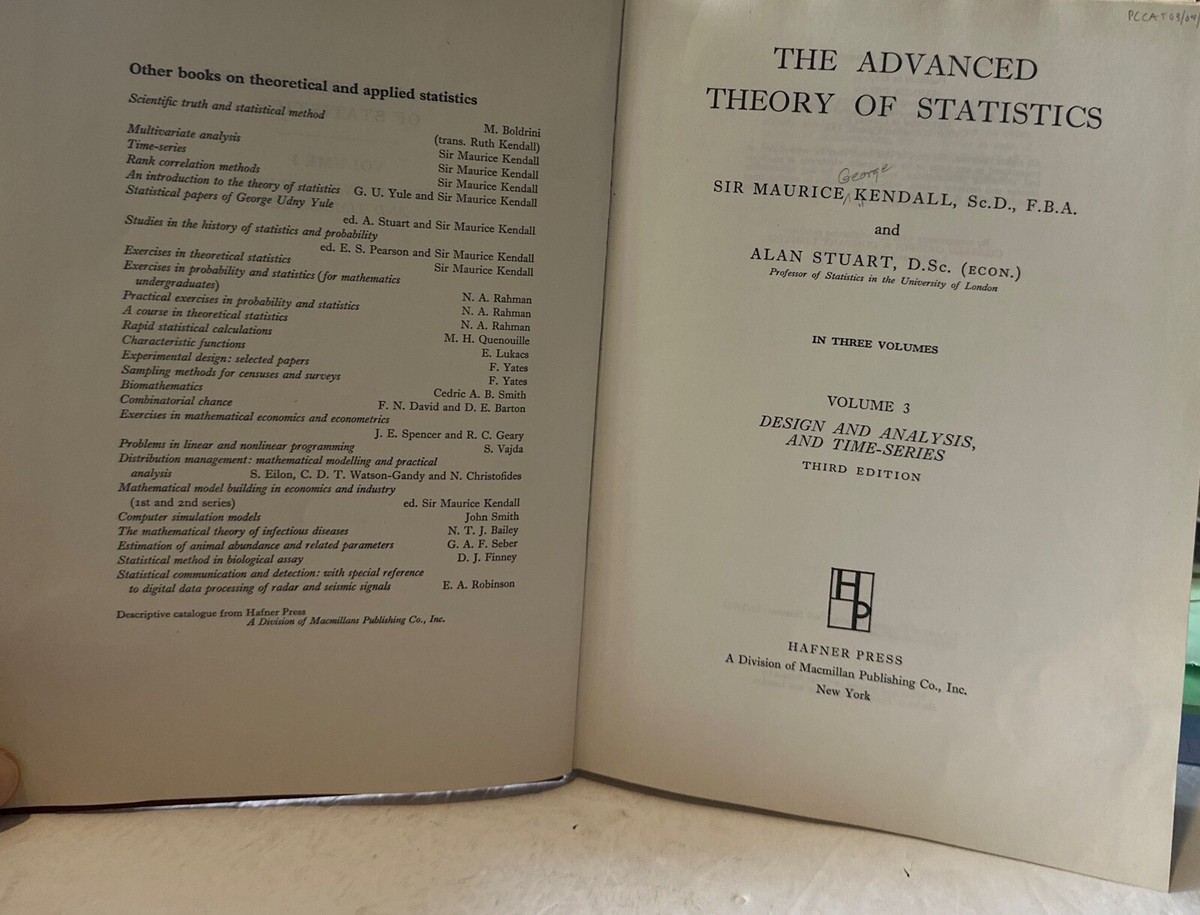 Other books on theoretical and applied statistics
Scientific truth and statistical method
M. Boldrini
(trans. Ruth Kendall)
Multivariate analysis Sir Maurice Kendall
Time-series Sir Maurice Kendall
Rank correlation methods Sir Maurice Kendall
An introduction to the theory of statistics G. U. Yule and Sir Maurice Kendall
Statistical papers of George Udny Yule
ed. A. Stuart and Sir Maurice Kendall
Studies in the history of statistics and probability
ed. E. S. Pearson and Sir Maurice Kendall
Exercises in theoretical statistics Sir Maurice Kendall
Exercises in probability and statistics (for mathematics
undergraduates) N. A. Rahman
Practical exercises in probability and statistics N. A. Rahman
A course in theoretical statistics N. A. Rahman
Rapid statistical calculations M. H. Quenouille
Characteristic functions E. Lukacs
Experimental design: selected papers F. Yates
Sampling methods for censuses and surveys F. Yates
Biomathematics Cedric A. B. Smith
Combinatorial chance F. N. David and D. E. Barton
Exercises in mathematical economics and econometrics
J. E. Spencer and R. C. Geary
Problems in linear and nonlinear programming S. Vajda
Distribution management: mathematical modelling and practical
analysis S. Eilon, C. D. T. Watson-Gandy and N. Christofides
Mathematical model building in economics and industry
(1st and 2nd series) ed. Sir Maurice Kendall
Computer simulation models John Smith
The mathematical theory of infectious diseases N. T. J. Bailey
Estimation of animal abundance and related parameters G. A. F. Seber
Statistical method in biological assay D. J. Finney
Statistical communication and detection: with special reference
to digital data processing of radar and seismic signals E. A. Robinson
Descriptive catalogue from Hafner Press
A Division of Macmillans Publishing Co., Inc.
THE ADVANCED
THEORY OF STATISTICS
George
SIR MAURICE KENDALL, Sc.D., F.B.A.
and
ALAN STUART, D.Sc. (ECON.)
Professor of Statistics in the University of London
IN THREE VOLUMES
VOLUME 3
DESIGN AND ANALYSIS,
AND TIME-SERIES
THIRD EDITION
HP
HAFNER PRESS
A Division of Macmillan Publishing Co., Inc.
New York